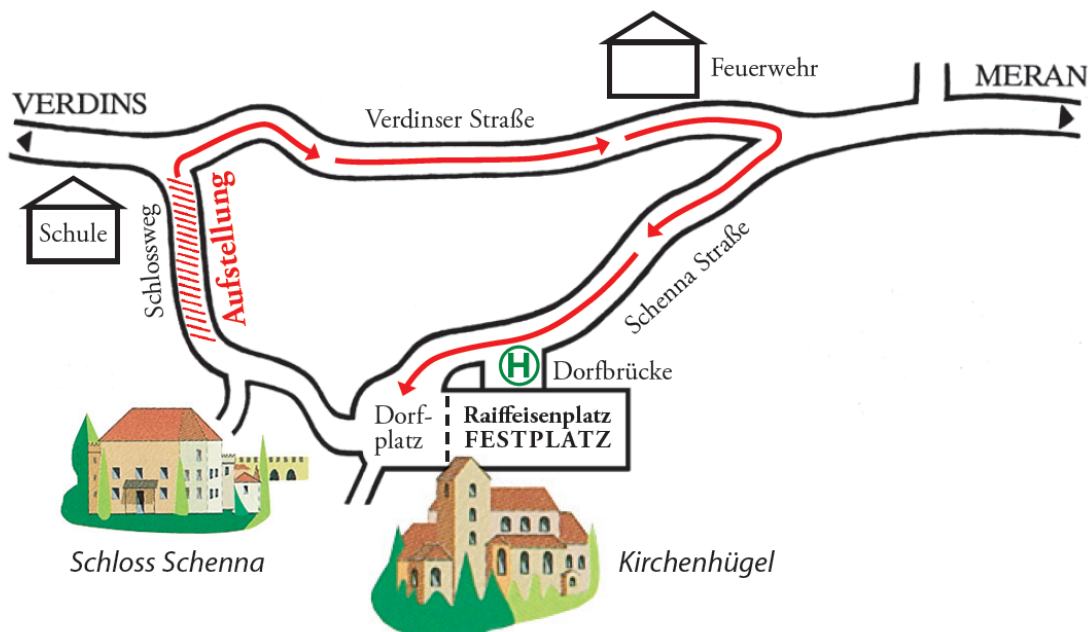 Feuerwehr
MERAN
VERDINS
Verdinser Straße
Schule
Schlossweg
Aufstellung
Schenna Straße
H
Dorfbrücke
Dorf-
platz
Raiffeisenplatz
FESTPLATZ
Schloss Schenna
Kirchenhügel